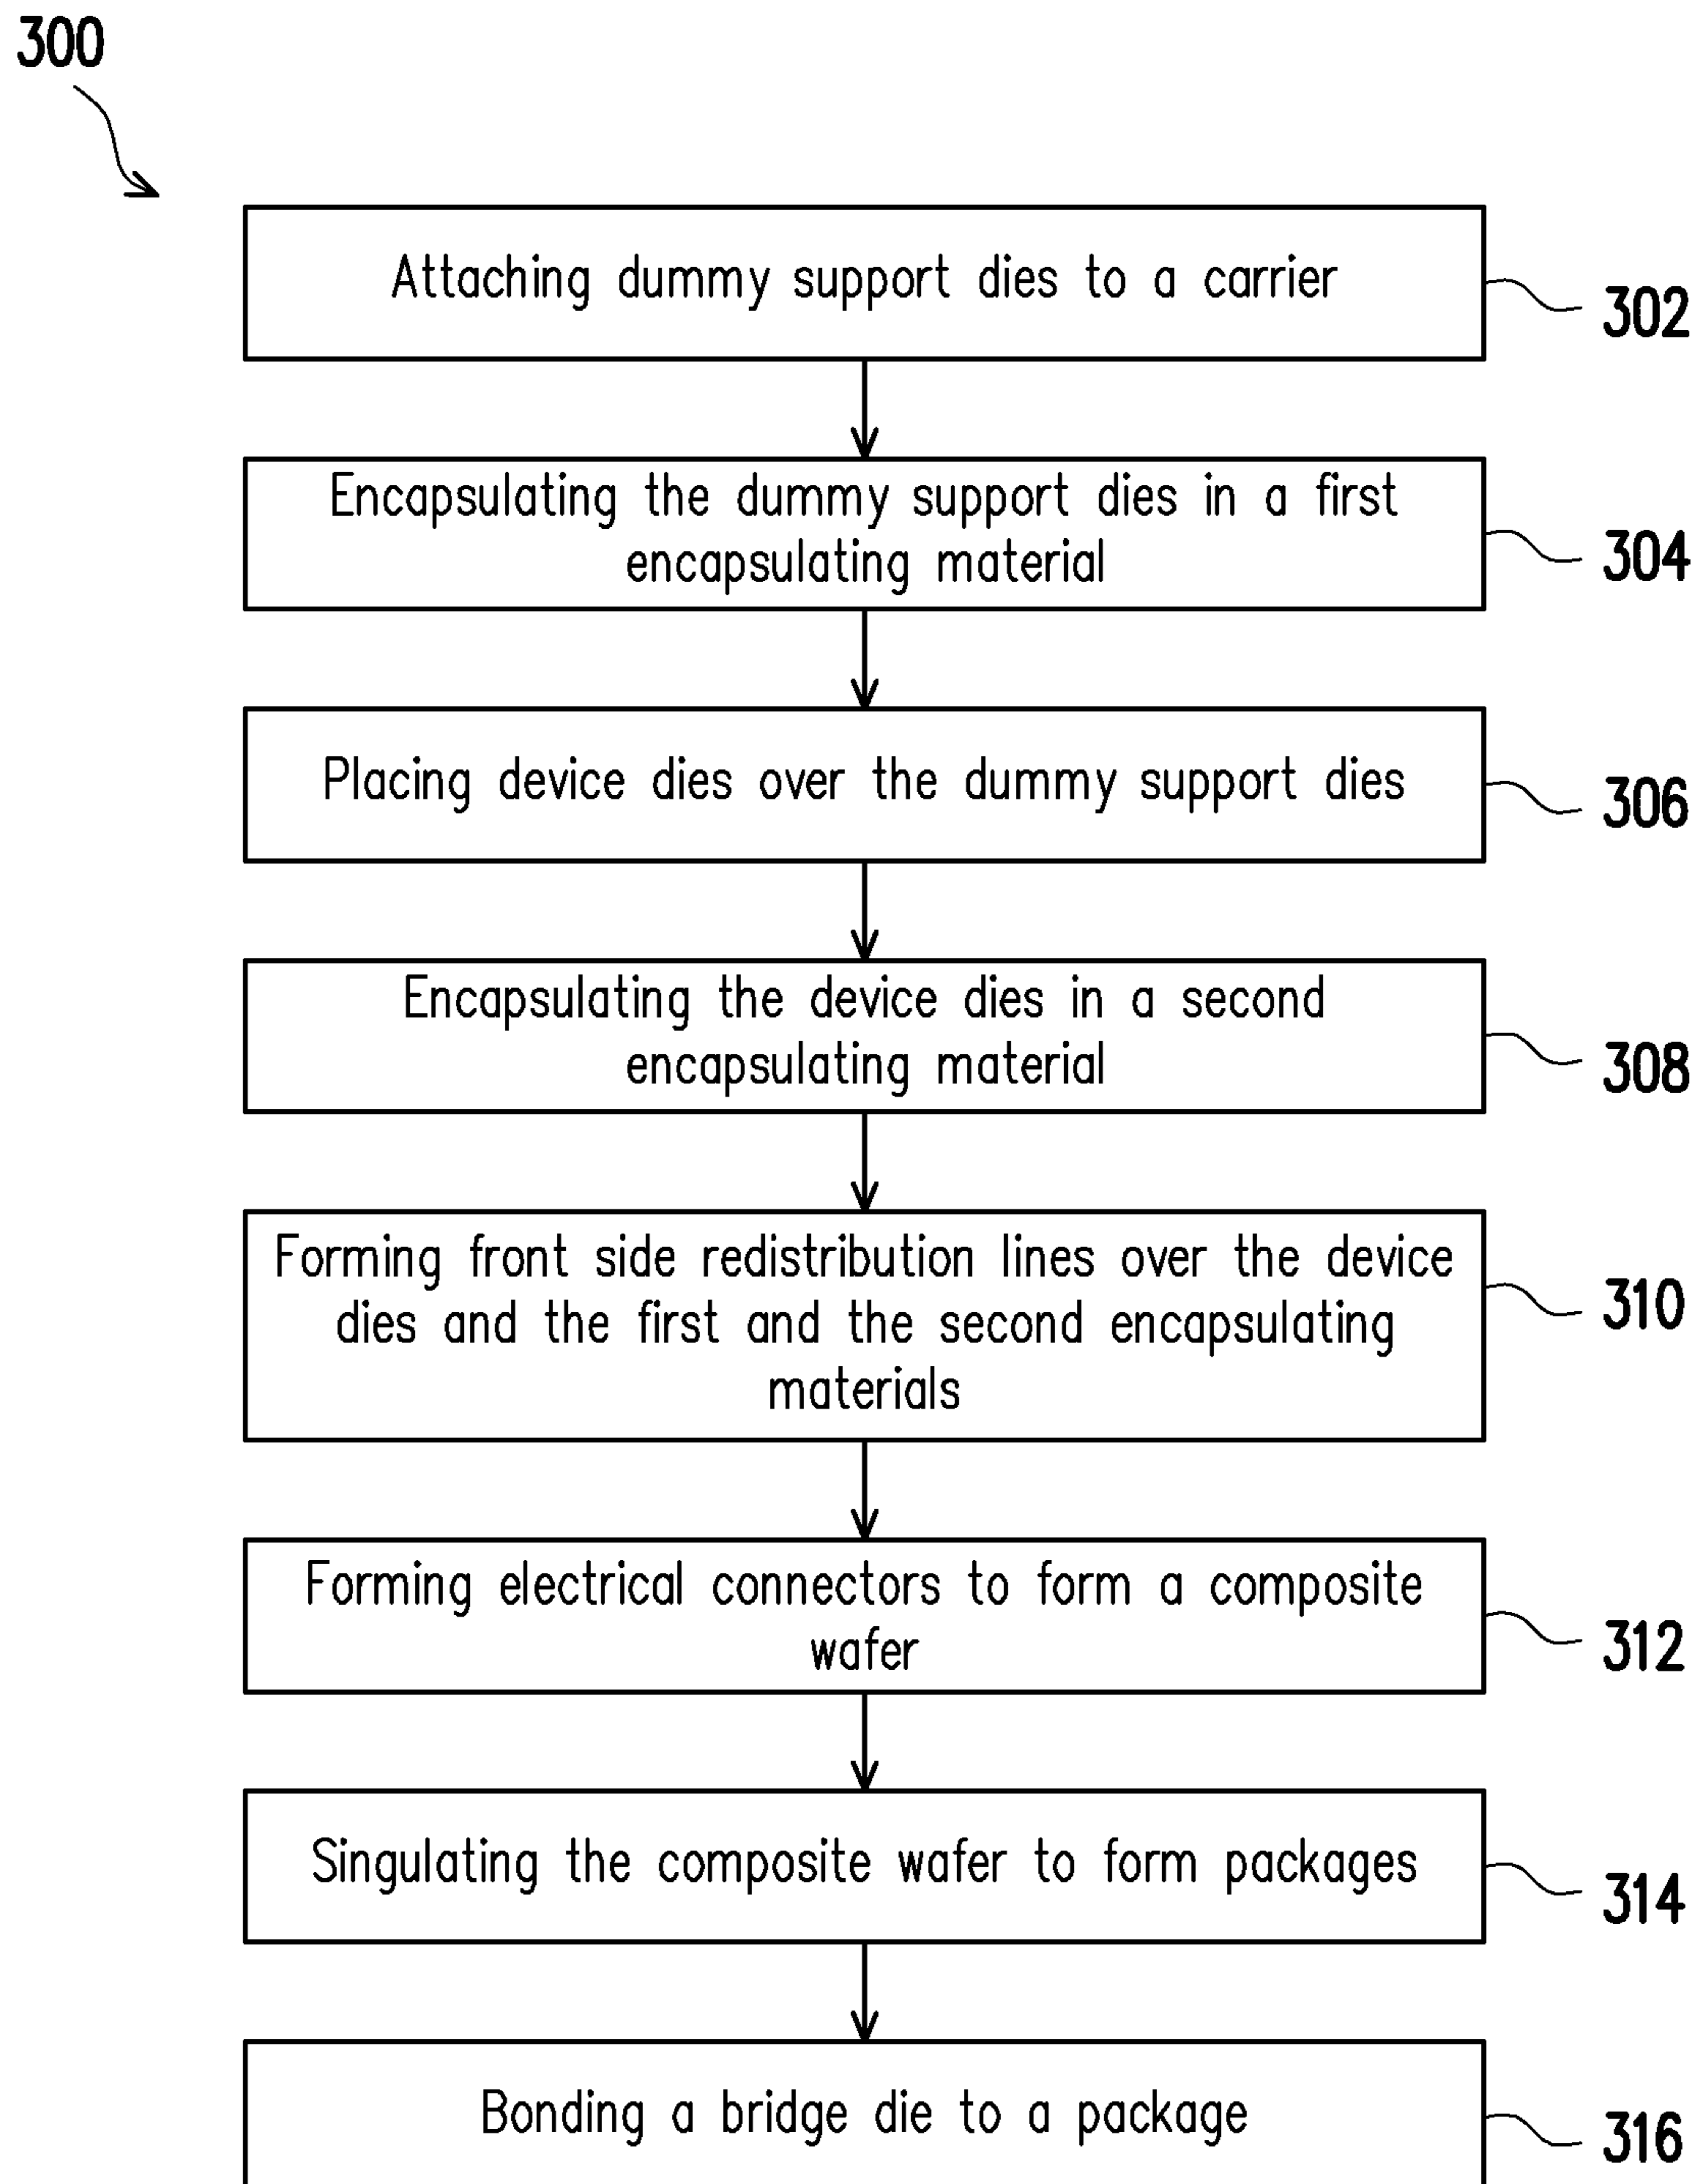 300
Attaching dummy support dies to a carrier
302
Encapsulating the dummy support dies in a first
encapsulating material
304
Placing device dies over the dummy support dies
306
Encapsulating the device dies in a second
encapsulating material
308
Forming front side redistribution lines over the device
dies and the first and the second encapsulating
materials
310
Forming electrical connectors to form a composite
wafer
312
Singulating the composite wafer to form packages
314
Bonding a bridge die to a package
316